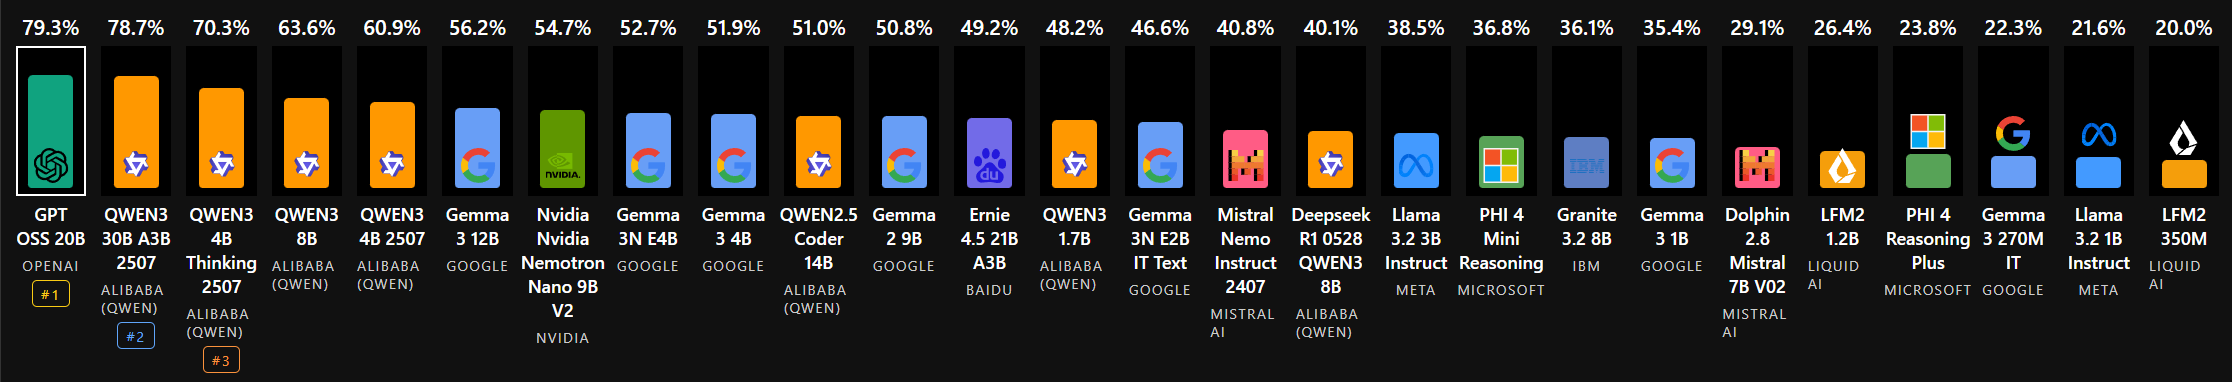 79.3%
78.7%
70.3%
63.6%
60.9%
56.2%
54.7%
52.7%
51.9%
51.0%
50.8%
49.2%
48.2%
46.6%
40.8%
40.1%
38.5%
36.8%
36.1%
35.4%
29.1%
26.4%
23.8%
22.3%
21.6%
20.0%
NVIDIA.
du
IBM
GPT
OSS 20B
OPENAI
#1
QWEN3
30B A3B
2507
ALIBABA
(QWEN)
#2
QWEN3
4B
Thinking
2507
ALIBABA
(QWEN)
#3
QWEN3
8B
ALIBABA
(QWEN)
QWEN3
4B 2507
ALIBABA
(QWEN)
Gemma
3 12B
GOOGLE
Nvidia
Nvidia
Nemotron
Nano 9B
V2
NVIDIA
Gemma
3N E4B
GOOGLE
Gemma
3 4B
GOOGLE
QWEN2.5
Coder
14B
ALIBABA
(QWEN)
Gemma
2 9B
GOOGLE
Ernie
4.5 21B
A3B
BAIDU
QWEN3
1.7B
ALIBABA
(QWEN)
Gemma
3N E2B
IT Text
GOOGLE
Mistral
Nemo
Instruct
2407
MISTRAL
AI
Deepseek
R1 0528
QWEN3
8B
ALIBABA
(QWEN)
Llama
3.2 3B
Instruct
META
PHI 4
Mini
Reasoning
MICROSOFT
Granite
3.2 8B
IBM
Gemma
3 1B
GOOGLE
Dolphin
2.8
Mistral
7B V02
MISTRAL
AI
LFM2
1.2B
LIQUID
AI
PHI 4
Reasoning
Plus
MICROSOFT
Gemma
3 270M
IT
GOOGLE
Llama
3.2 1B
Instruct
META
LFM2
350M
LIQUID
AI